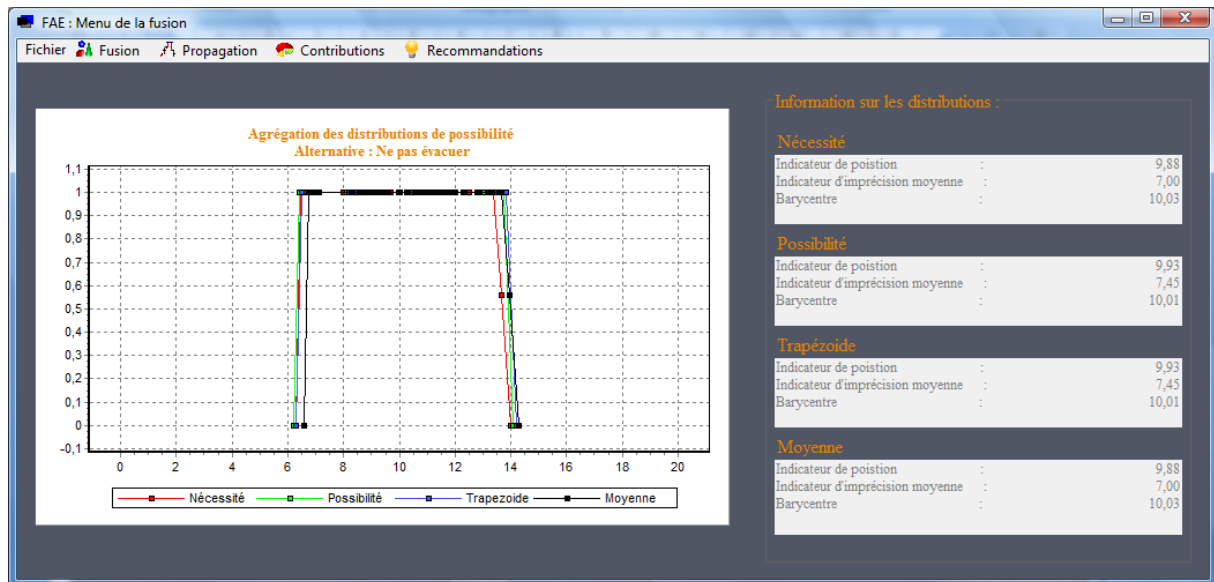 FAE : Menu de la fusion
Fichier Fusion Propagation Contributions Recommandations
Agrégation des distributions de possibilité
Alternative : Ne pas évacuer
1,1
1
0,9
0,8
0,7
0,6
0,5
0,4
0,3
0,2
0,1
0
-0,1
0 2 4 6 8 10 12 14 16 18 20
Nécessité Possibilité Trapezoide Moyenne
Information sur les distributions :
Nécessité
Indicateur de poistion : 9,88
Indicateur d'imprécision moyenne : 7,00
Barycentre : 10,03
Possibilité
Indicateur de poistion : 9,93
Indicateur d'imprécision moyenne : 7,45
Barycentre : 10,01
Trapézoide
Indicateur de poistion : 9,93
Indicateur d'imprécision moyenne : 7,45
Barycentre : 10,01
Moyenne
Indicateur de poistion : 9,88
Indicateur d'imprécision moyenne : 7,00
Barycentre : 10,03